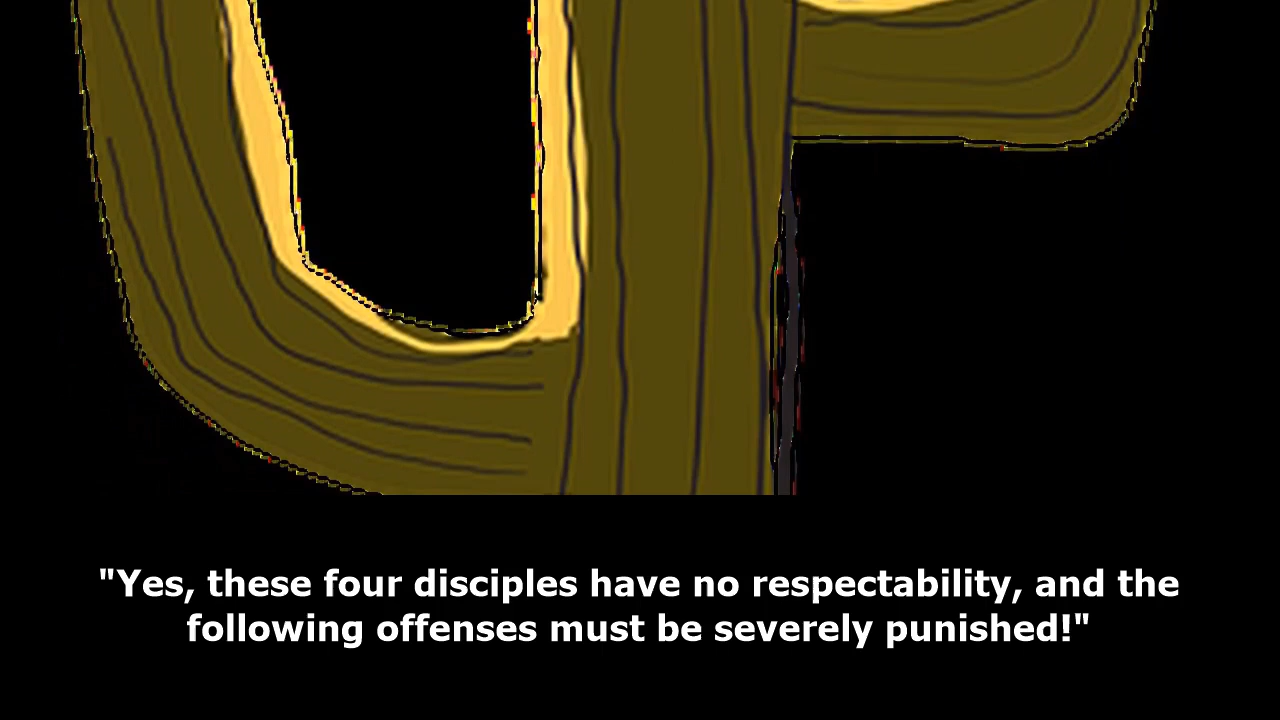 "Yes, these four disciples have no respectability, and the
following offenses must be severely punished!"